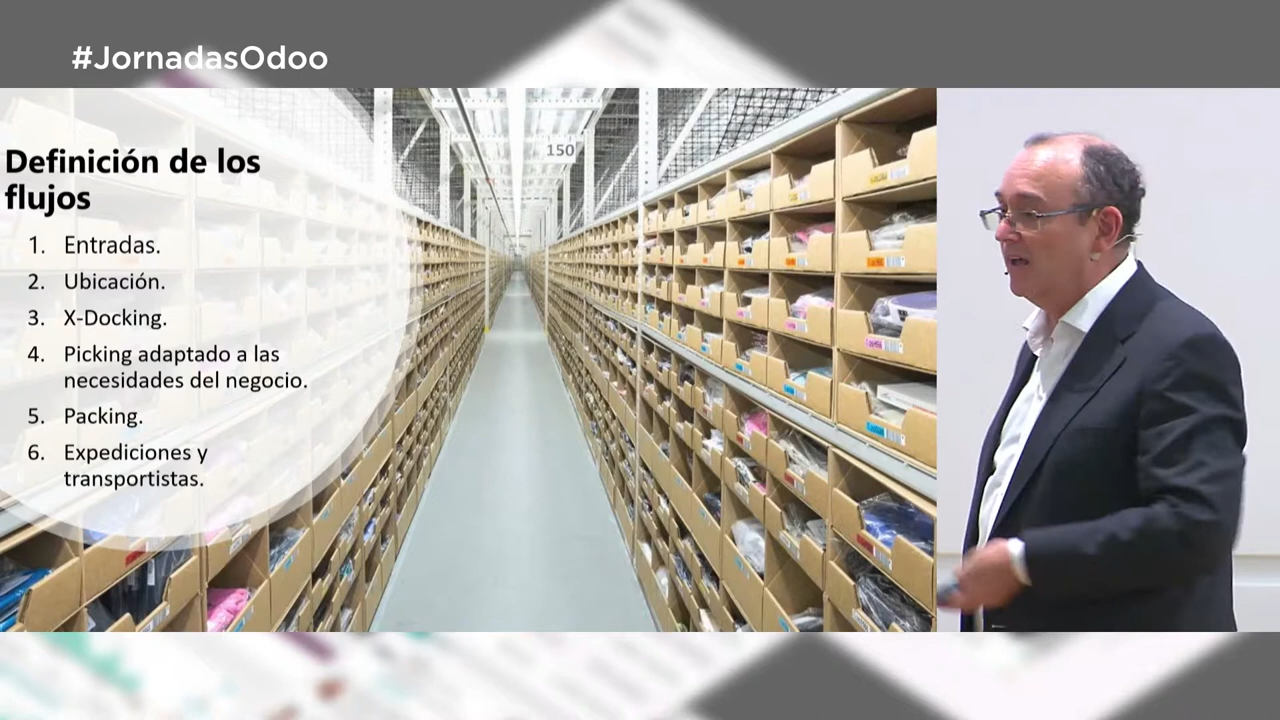 #JornadasOdoo
Definición de los
flujos
1. Entradas.
2. Ubicación.
3. X-Docking.
4. Picking adaptado a las
necesidades del negocio.
5. Packing.
6. Expediciones y
transportistas.
150